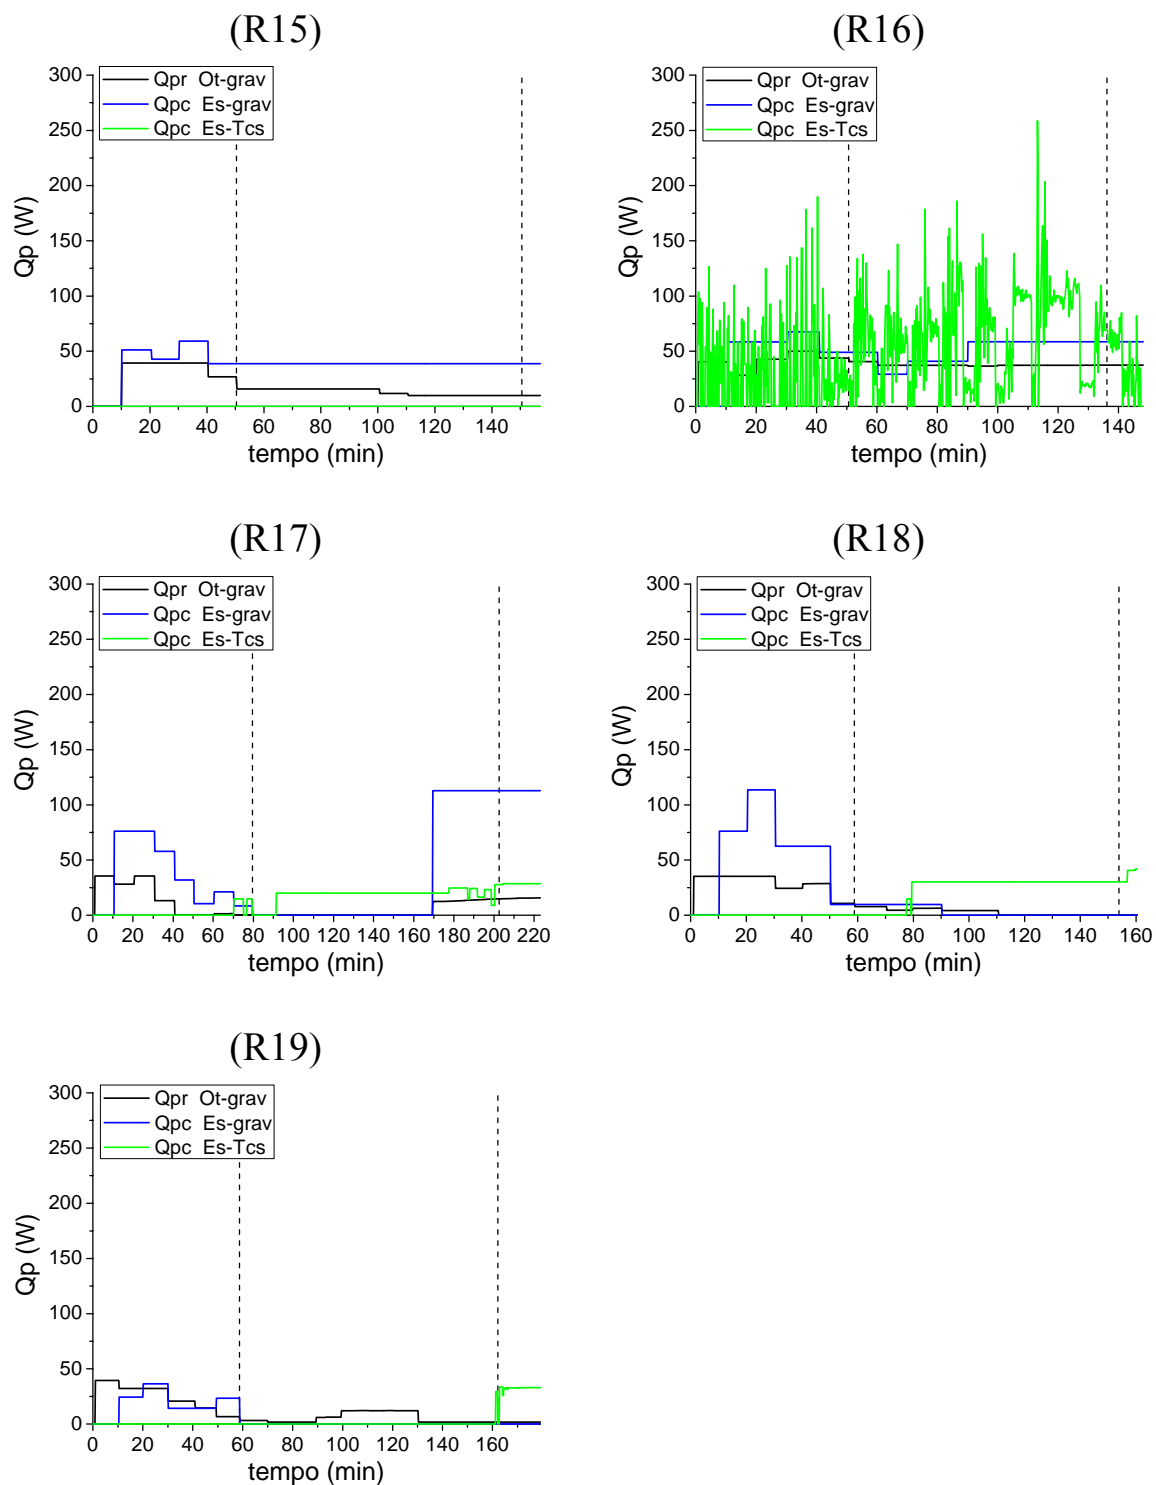 (R15)
Qpr Ot-grav
Qpc Es-grav
Qpc Es-Tcs
300
250
200
150
100
50
0
Qp (W)
0 20 40 60 80 100 120 140
tempo (min)
(R16)
Qpr Ot-grav
Qpc Es-grav
Qpc Es-Tcs
300
250
200
150
100
50
0
Qp (W)
0 20 40 60 80 100 120 140
tempo (min)
(R17)
Qpr Ot-grav
Qpc Es-grav
Qpc Es-Tcs
300
250
200
150
100
50
0
Qp (W)
0 20 40 60 80 100 120 140 160 180 200 220
tempo (min)
(R18)
Qpr Ot-grav
Qpc Es-grav
Qpc Es-Tcs
300
250
200
150
100
50
0
Qp (W)
0 20 40 60 80 100 120 140 160
tempo (min)
(R19)
Qpr Ot-grav
Qpc Es-grav
Qpc Es-Tcs
300
250
200
150
100
50
0
Qp (W)
0 20 40 60 80 100 120 140 160
tempo (min)